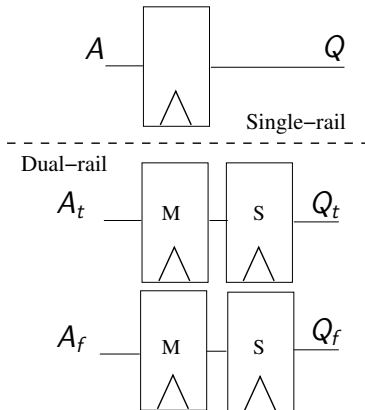 A Q
Single-rail
Dual-rail
A_t M S Q_t
A_f M S Q_f